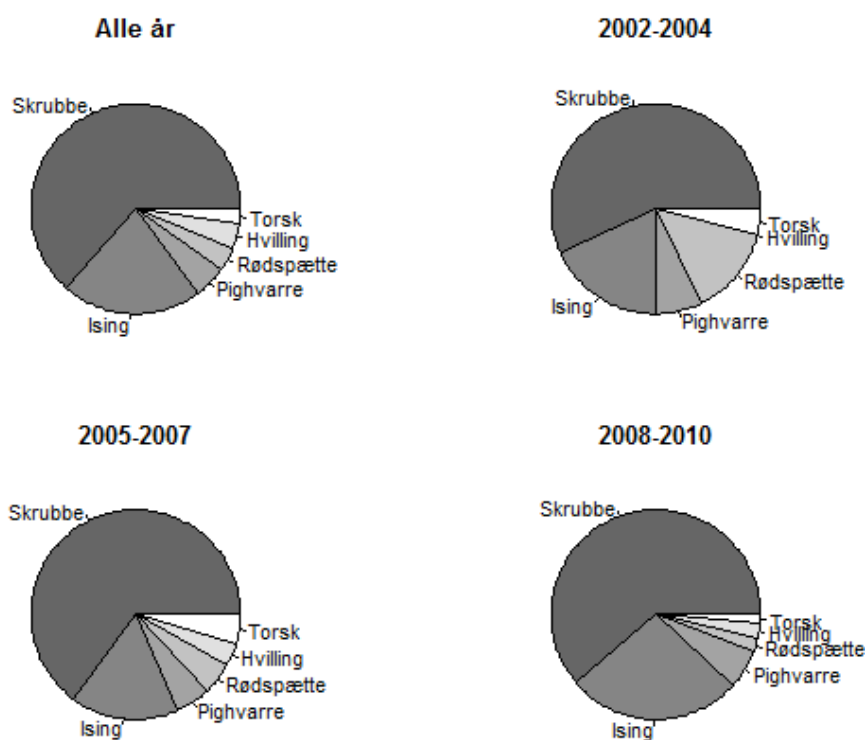 Alle år
Skrubbe
Torsk
Hvilling
Rødspætte
Pighvarre
Ising
2002-2004
Skrubbe
Torsk
Hvilling
Rødspætte
Pighvarre
Ising
2005-2007
Skrubbe
Torsk
Hvilling
Rødspætte
Pighvarre
Ising
2008-2010
Skrubbe
Torsk
Hvilling
Rødspætte
Pighvarre
Ising